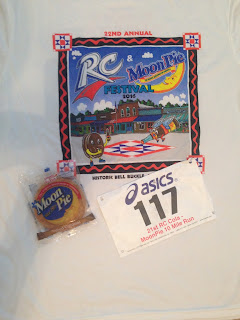 22ND ANNUAL
RC & MoonPie
FESTIVAL
2016
HISTORIC BELL BUCKLE
Moon
Pie
asics
117
21st RC Cola -
MoonPie 10 Mile Run